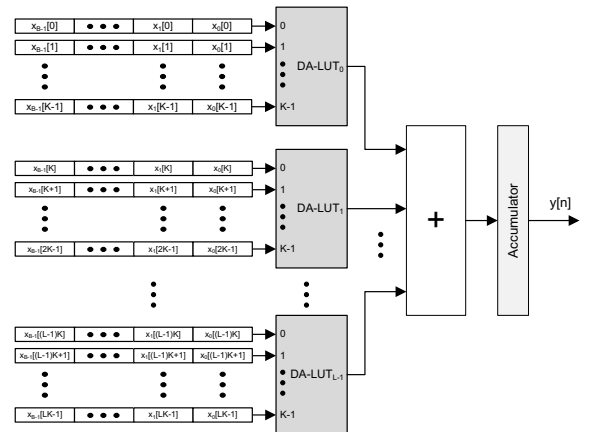 x_{B-1}[0] ● ● ● x_1[0] x_0[0] 0
x_{B-1}[1] ● ● ● x_1[1] x_0[1] 1
DA-LUT_0
x_{B-1}[K-1] ● ● ● x_1[K-1] x_0[K-1] K-1
x_{B-1}[K] ● ● ● x_1[K] x_0[K] 0
x_{B-1}[K+1] ● ● ● x_1[K+1] x_0[K+1] 1
DA-LUT_1
x_{B-1}[2K-1] ● ● ● x_1[2K-1] x_0[2K-1] K-1
x_{B-1}[(L-1)K] ● ● ● x_1[(L-1)K] x_0[(L-1)K] 0
x_{B-1}[(L-1)K+1] ● ● ● x_1[(L-1)K+1] x_0[(L-1)K+1] 1
DA-LUT_{L-1}
x_{B-1}[LK-1] ● ● ● x_1[LK-1] x_0[LK-1] K-1
+
Accumulator
y[n]